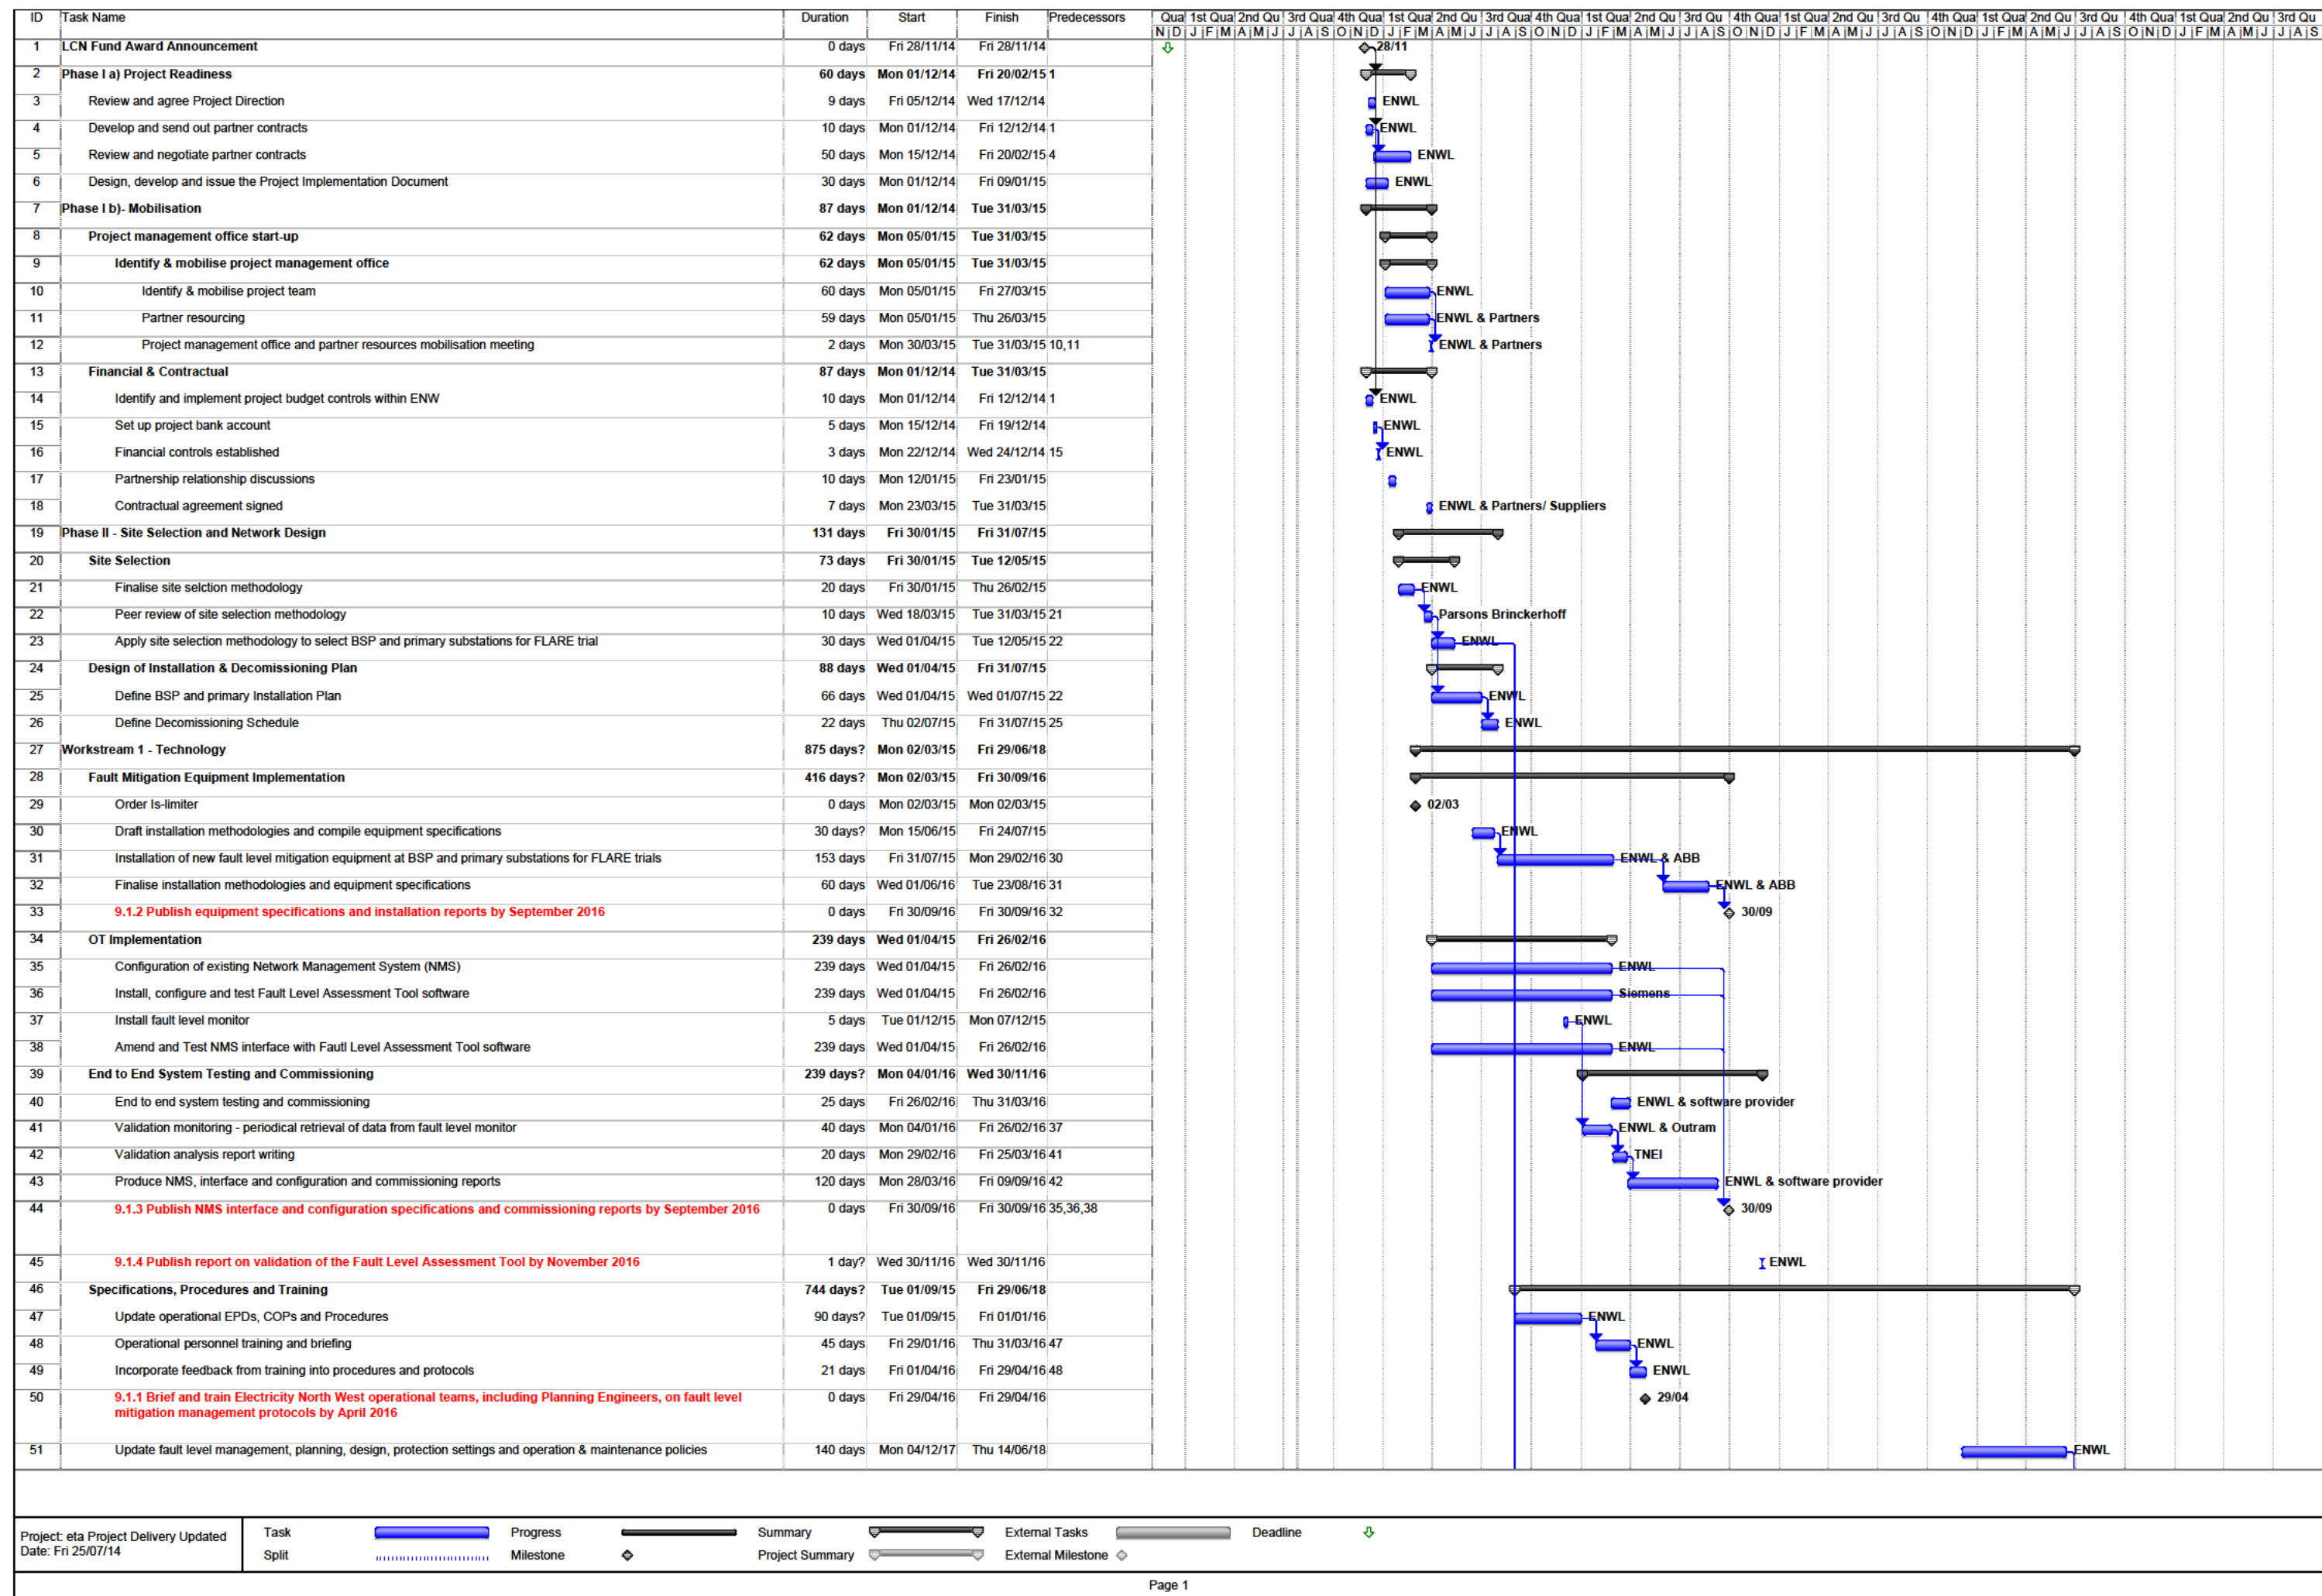 ID Task Name Duration Start Finish Predecessors Qua 1st Qua 2nd Qu 3rd Qua 4th Qua 1st Qua 2nd Qu 3rd Qua 4th Qua 1st Qua 2nd Qu 3rd Qu 4th Qua 1st Qua 2nd Qu 3rd Qu 4th Qua 1st Qua 2nd Qu 3rd Qu 4th Qua 1st Qua 2nd Qu 3rd Qu
N D J F M A M J J A S O N D J F M A M J J A S O N D J F M A M J J A S O N D J F M A M J J A S O N D J F M A M J J A S O N D J F M A M J J A S
1 LCN Fund Award Announcement 0 days Fri 28/11/14 Fri 28/11/14 28/11
2 Phase I a) Project Readiness 60 days Mon 01/12/14 Fri 20/02/15 1
3 Review and agree Project Direction 9 days Fri 05/12/14 Wed 17/12/14 ENWL
4 Develop and send out partner contracts 10 days Mon 01/12/14 Fri 12/12/14 1 ENWL
5 Review and negotiate partner contracts 50 days Mon 15/12/14 Fri 20/02/15 4 ENWL
6 Design, develop and issue the Project Implementation Document 30 days Mon 01/12/14 Fri 09/01/15 ENWL
7 Phase I b)- Mobilisation 87 days Mon 01/12/14 Tue 31/03/15
8 Project management office start-up 62 days Mon 05/01/15 Tue 31/03/15
9 Identify & mobilise project management office 62 days Mon 05/01/15 Tue 31/03/15
10 Identify & mobilise project team 60 days Mon 05/01/15 Fri 27/03/15 ENWL
11 Partner resourcing 59 days Mon 05/01/15 Thu 26/03/15 ENWL & Partners
12 Project management office and partner resources mobilisation meeting 2 days Mon 30/03/15 Tue 31/03/15 10,11 ENWL & Partners
13 Financial & Contractual 87 days Mon 01/12/14 Tue 31/03/15
14 Identify and implement project budget controls within ENW 10 days Mon 01/12/14 Fri 12/12/14 1 ENWL
15 Set up project bank account 5 days Mon 15/12/14 Fri 19/12/14 ENWL
16 Financial controls established 3 days Mon 22/12/14 Wed 24/12/14 15 ENWL
17 Partnership relationship discussions 10 days Mon 12/01/15 Fri 23/01/15
18 Contractual agreement signed 7 days Mon 23/03/15 Tue 31/03/15 ENWL & Partners/ Suppliers
19 Phase II - Site Selection and Network Design 131 days Fri 30/01/15 Fri 31/07/15
20 Site Selection 73 days Fri 30/01/15 Tue 12/05/15
21 Finalise site selction methodology 20 days Fri 30/01/15 Thu 26/02/15 ENWL
22 Peer review of site selection methodology 10 days Wed 18/03/15 Tue 31/03/15 21 Parsons Brinckerhoff
23 Apply site selection methodology to select BSP and primary substations for FLARE trial 30 days Wed 01/04/15 Tue 12/05/15 22 ENWL
24 Design of Installation & Decomissioning Plan 88 days Wed 01/04/15 Fri 31/07/15
25 Define BSP and primary Installation Plan 66 days Wed 01/04/15 Wed 01/07/15 22 ENWL
26 Define Decomissioning Schedule 22 days Thu 02/07/15 Fri 31/07/15 25 ENWL
27 Workstream 1 - Technology 875 days? Mon 02/03/15 Fri 29/06/18
28 Fault Mitigation Equipment Implementation 416 days? Mon 02/03/15 Fri 30/09/16
29 Order Is-limiter 0 days Mon 02/03/15 Mon 02/03/15 02/03
30 Draft installation methodologies and compile equipment specifications 30 days? Mon 15/06/15 Fri 24/07/15 ENWL
31 Installation of new fault level mitigation equipment at BSP and primary substations for FLARE trials 153 days Fri 31/07/15 Mon 29/02/16 30 ENWL & ABB
32 Finalise installation methodologies and equipment specifications 60 days Wed 01/06/16 Tue 23/08/16 31 ENWL & ABB
33 9.1.2 Publish equipment specifications and installation reports by September 2016 0 days Fri 30/09/16 Fri 30/09/16 32 30/09
34 OT Implementation 239 days Wed 01/04/15 Fri 26/02/16
35 Configuration of existing Network Management System (NMS) 239 days Wed 01/04/15 Fri 26/02/16 ENWL
36 Install, configure and test Fault Level Assessment Tool software 239 days Wed 01/04/15 Fri 26/02/16 Siemens
37 Install fault level monitor 5 days Tue 01/12/15 Mon 07/12/15 ENWL
38 Amend and Test NMS interface with Fautl Level Assessment Tool software 239 days Wed 01/04/15 Fri 26/02/16 ENWL
39 End to End System Testing and Commissioning 239 days? Mon 04/01/16 Wed 30/11/16
40 End to end system testing and commissioning 25 days Fri 26/02/16 Thu 31/03/16 ENWL & software provider
41 Validation monitoring - periodical retrieval of data from fault level monitor 40 days Mon 04/01/16 Fri 26/02/16 37 ENWL & Outram
42 Validation analysis report writing 20 days Mon 29/02/16 Fri 25/03/16 41 TNEI
43 Produce NMS, interface and configuration and commissioning reports 120 days Mon 28/03/16 Fri 09/09/16 42 ENWL & software provider
44 9.1.3 Publish NMS interface and configuration specifications and commissioning reports by September 2016 0 days Fri 30/09/16 Fri 30/09/16 35,36,38 30/09
45 9.1.4 Publish report on validation of the Fault Level Assessment Tool by November 2016 1 day? Wed 30/11/16 Wed 30/11/16 ENWL
46 Specifications, Procedures and Training 744 days? Tue 01/09/15 Fri 29/06/18
47 Update operational EPDs, COPs and Procedures 90 days? Tue 01/09/15 Fri 01/01/16 ENWL
48 Operational personnel training and briefing 45 days Fri 29/01/16 Thu 31/03/16 47 ENWL
49 Incorporate feedback from training into procedures and protocols 21 days Fri 01/04/16 Fri 29/04/16 48 ENWL
50 9.1.1 Brief and train Electricity North West operational teams, including Planning Engineers, on fault level 0 days Fri 29/04/16 Fri 29/04/16 29/04
mitigation management protocols by April 2016
51 Update fault level management, planning, design, protection settings and operation & maintenance policies 140 days Mon 04/12/17 Thu 14/06/18 ENWL
Project: eta Project Delivery Updated
Date: Fri 25/07/14
Task Progress Summary External Tasks Deadline
Split Milestone Project Summary External Milestone
Page 1